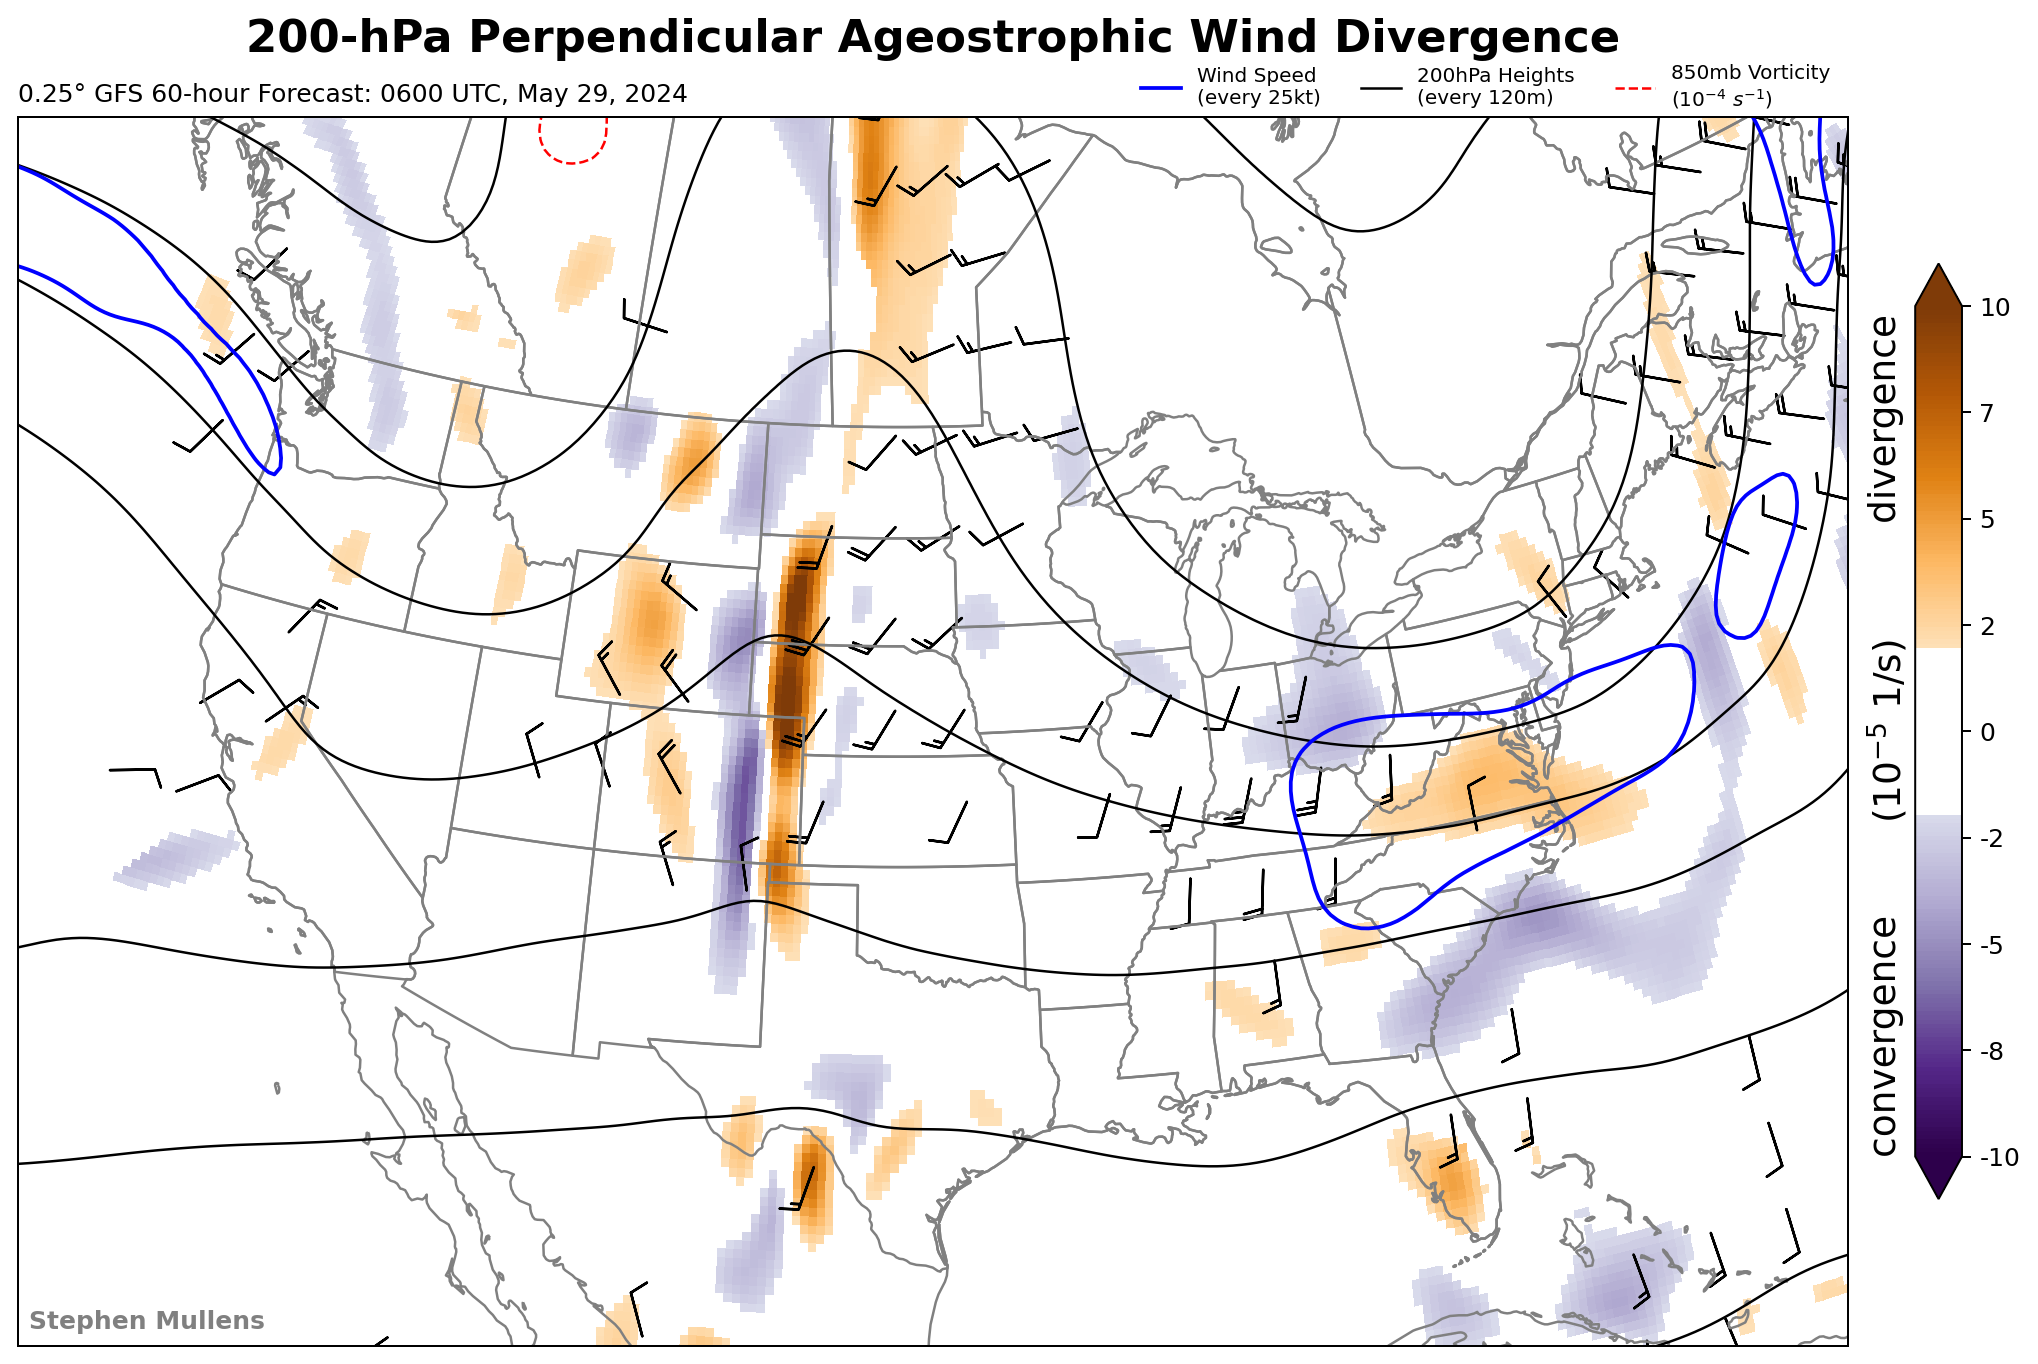 200-hPa Perpendicular Ageostrophic Wind Divergence
0.25° GFS 60-hour Forecast: 0600 UTC, May 29, 2024
Wind Speed
(every 25kt)
200hPa Heights
(every 120m)
850mb Vorticity
(10⁻⁴ s⁻¹)
10
7
5
2
0
-2
-5
-8
-10
convergence (10⁻⁵ 1/s) divergence
Stephen Mullens